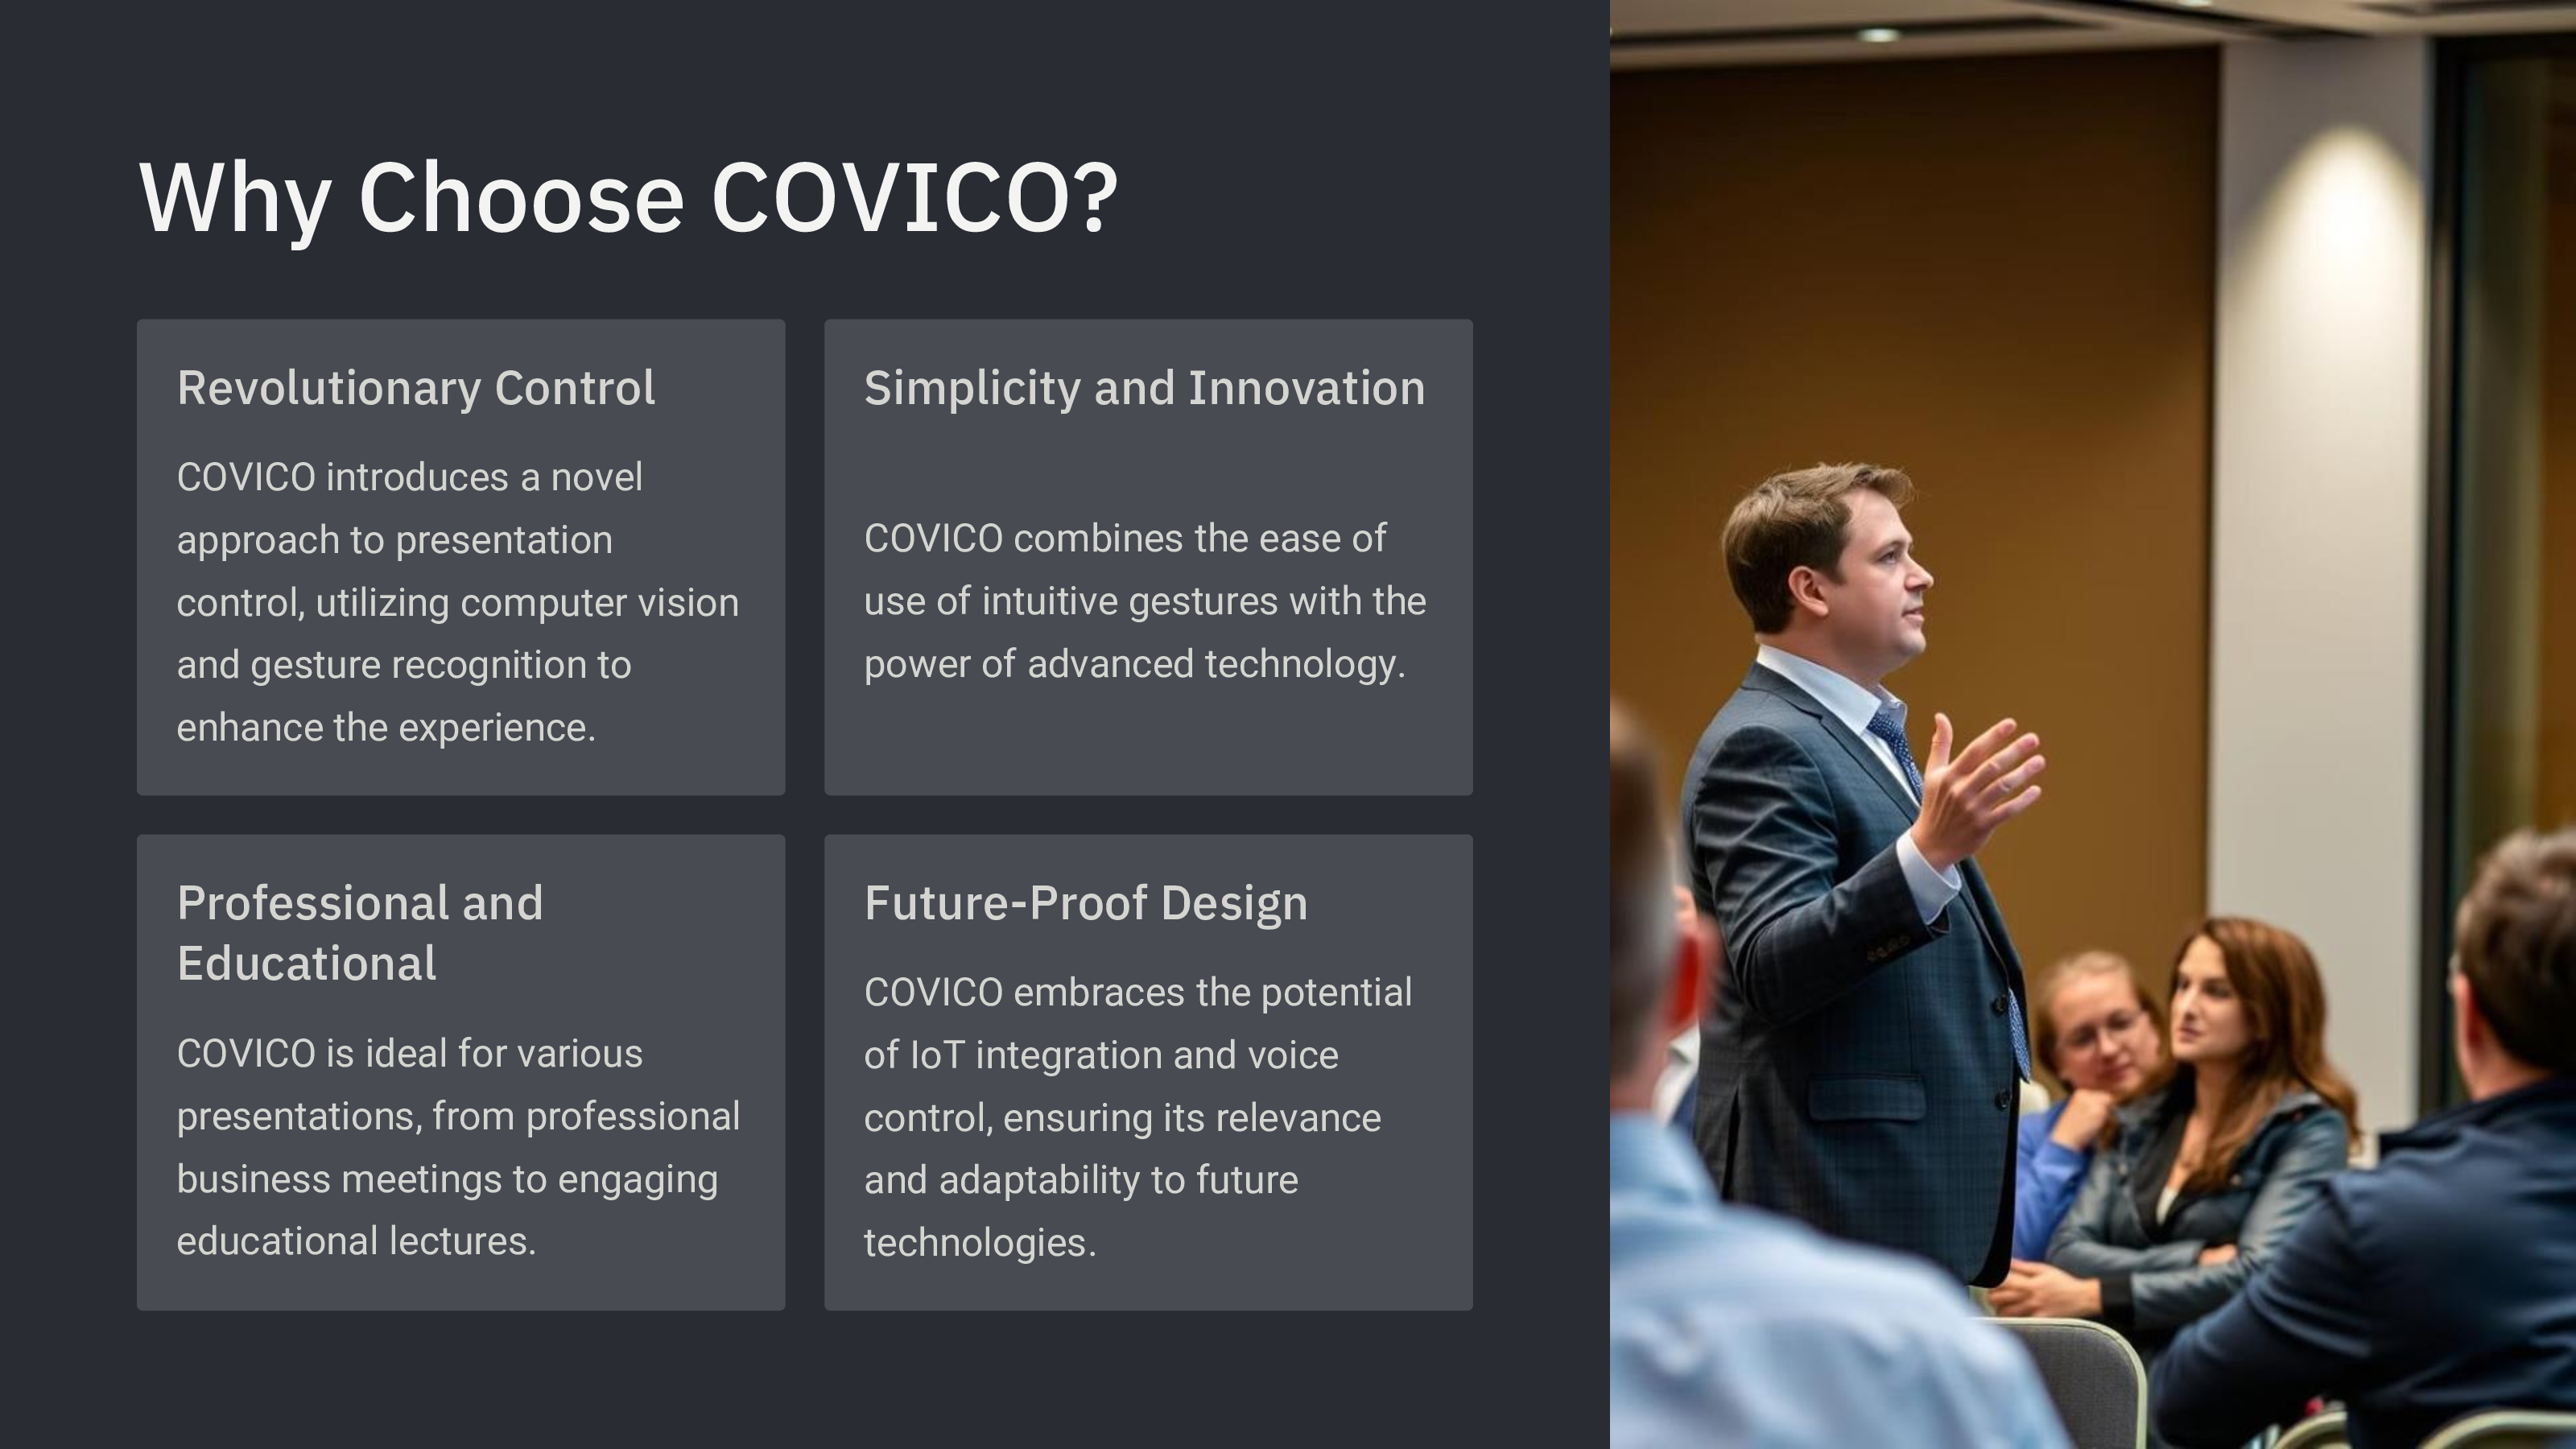 Why Choose COVICO?
Revolutionary Control
COVICO introduces a novel
approach to presentation
control, utilizing computer vision
and gesture recognition to
enhance the experience.
Simplicity and Innovation
COVICO combines the ease of
use of intuitive gestures with the
power of advanced technology.
Professional and
Educational
COVICO is ideal for various
presentations, from professional
business meetings to engaging
educational lectures.
Future-Proof Design
COVICO embraces the potential
of IoT integration and voice
control, ensuring its relevance
and adaptability to future
technologies.